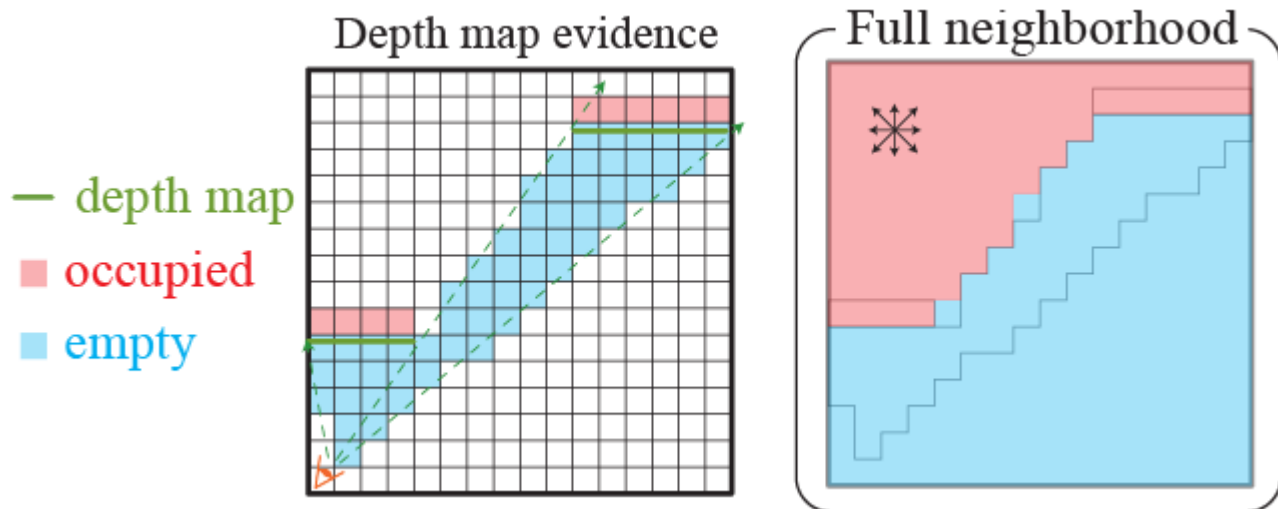 Depth map evidence
Full neighborhood
depth map
occupied
empty